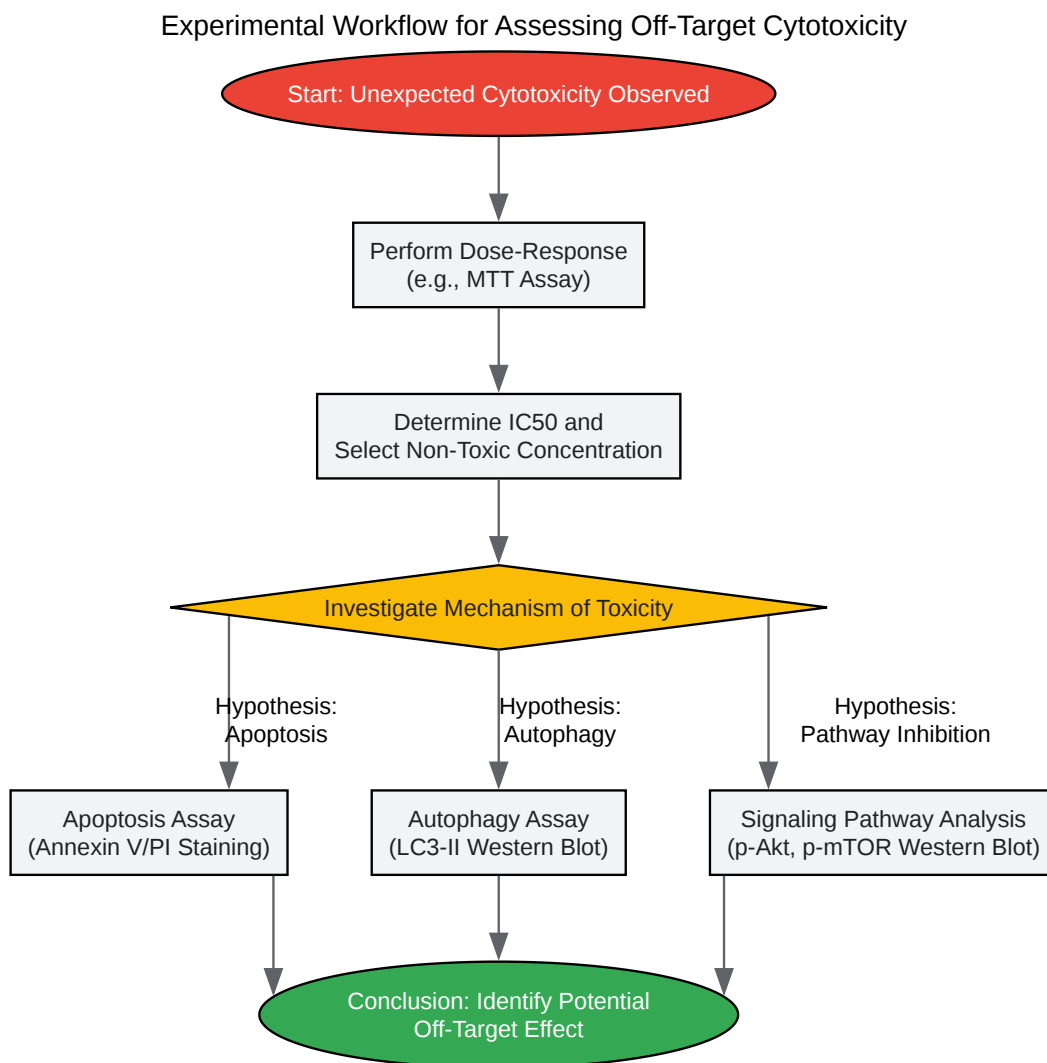 Experimental Workflow for Assessing Off-Target Cytotoxicity
Start: Unexpected Cytotoxicity Observed
Perform Dose-Response
(e.g., MTT Assay)
Determine IC50 and
Select Non-Toxic Concentration
Investigate Mechanism of Toxicity
Hypothesis:
Apoptosis
Hypothesis:
Autophagy
Hypothesis:
Pathway Inhibition
Apoptosis Assay
(Annexin V/PI Staining)
Autophagy Assay
(LC3-II Western Blot)
Signaling Pathway Analysis
(p-Akt, p-mTOR Western Blot)
Conclusion: Identify Potential
Off-Target Effect